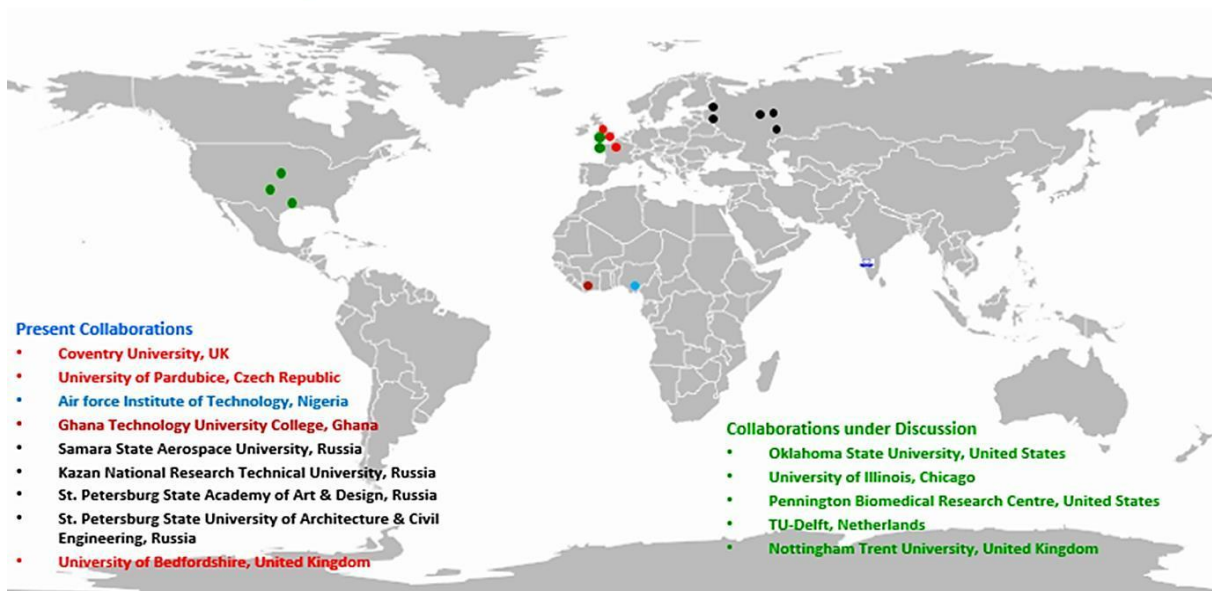 Present Collaborations
• Coventry University, UK
• University of Pardubice, Czech Republic
• Air force Institute of Technology, Nigeria
• Ghana Technology University College, Ghana
• Samara State Aerospace University, Russia
• Kazan National Research Technical University, Russia
• St. Petersburg State Academy of Art & Design, Russia
• St. Petersburg State University of Architecture & Civil
Engineering, Russia
• University of Bedfordshire, United Kingdom
Collaborations under Discussion
• Oklahoma State University, United States
• University of Illinois, Chicago
• Pennington Biomedical Research Centre, United States
• TU-Delft, Netherlands
• Nottingham Trent University, United Kingdom